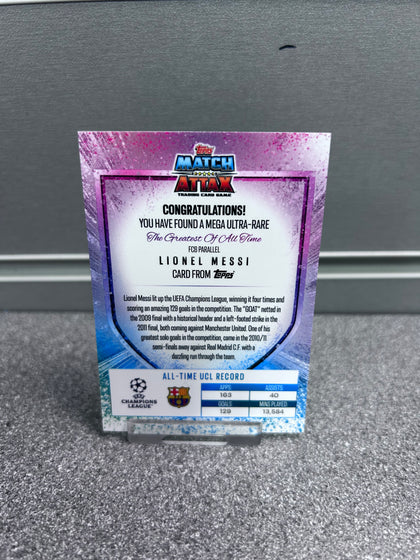 Topps
MATCH
ATTAX
TRADING CARD GAME
CONGRATULATIONS!
YOU HAVE FOUND A MEGA ULTRA-RARE
The Greatest Of All Time
FCB PARALLEL
LIONEL MESSI
CARD FROM Topps
Lionel Messi lit up the UEFA Champions League, winning it four times and
scoring an amazing 129 goals in the competition. The "GOAT" netted in
the 2009 final with a historical header and a left-footed strike in the
2011 final, both coming against Manchester United. One of his
greatest solo goals in the competition, came in the 2010/11
semi-finals away against Real Madrid C.F. with a
dazzling run through the team.
ALL-TIME UCL RECORD
APPS ASSISTS
163 40
GOALS MINS PLAYED
129 13,584
CHAMPIONS
LEAGUE